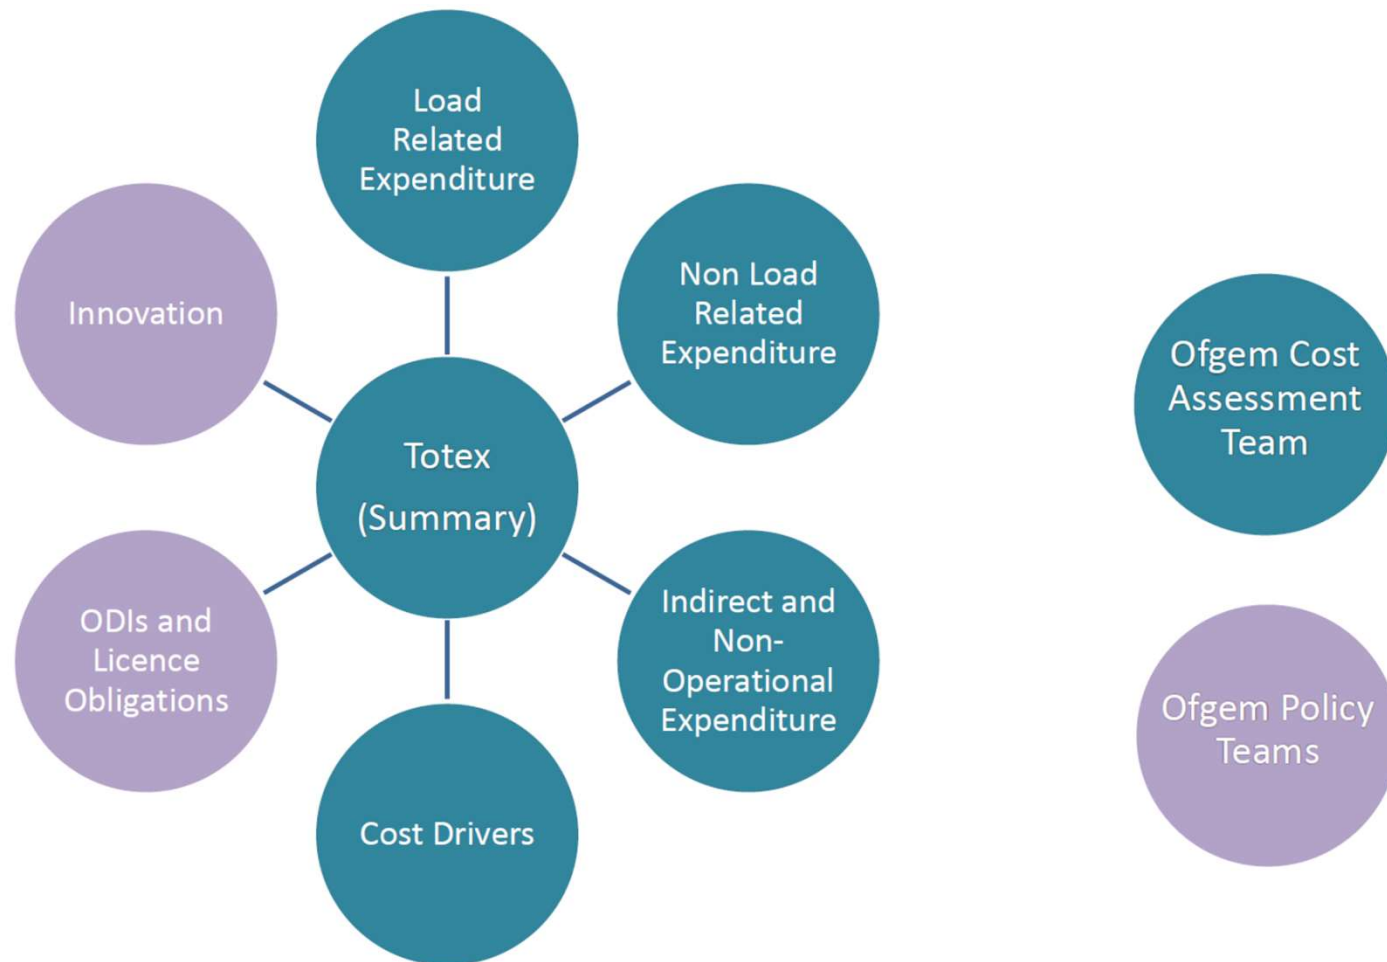 Load
Related
Expenditure
Innovation
Non Load
Related
Expenditure
Ofgem Cost
Assessment
Team
Totex
(Summary)
ODIs and
Licence
Obligations
Indirect and
Non-
Operational
Expenditure
Ofgem Policy
Teams
Cost Drivers